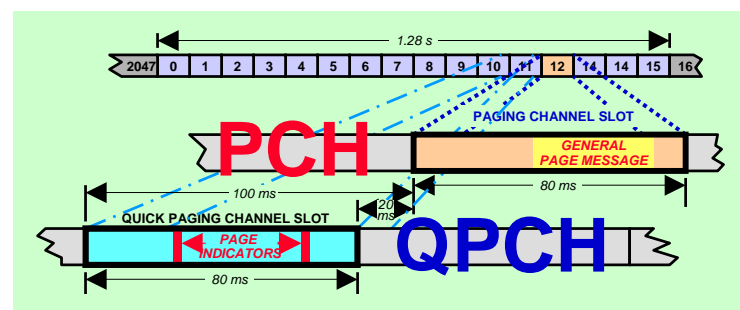 1.28 s
2047 0 1 2 3 4 5 6 7 8 9 10 11 12 14 14 15 16
PAGING CHANNEL SLOT
PCH
GENERAL
PAGE MESSAGE
100 ms
80 ms
20
ms
QUICK PAGING CHANNEL SLOT
PAGE
INDICATORS
QPCH
80 ms